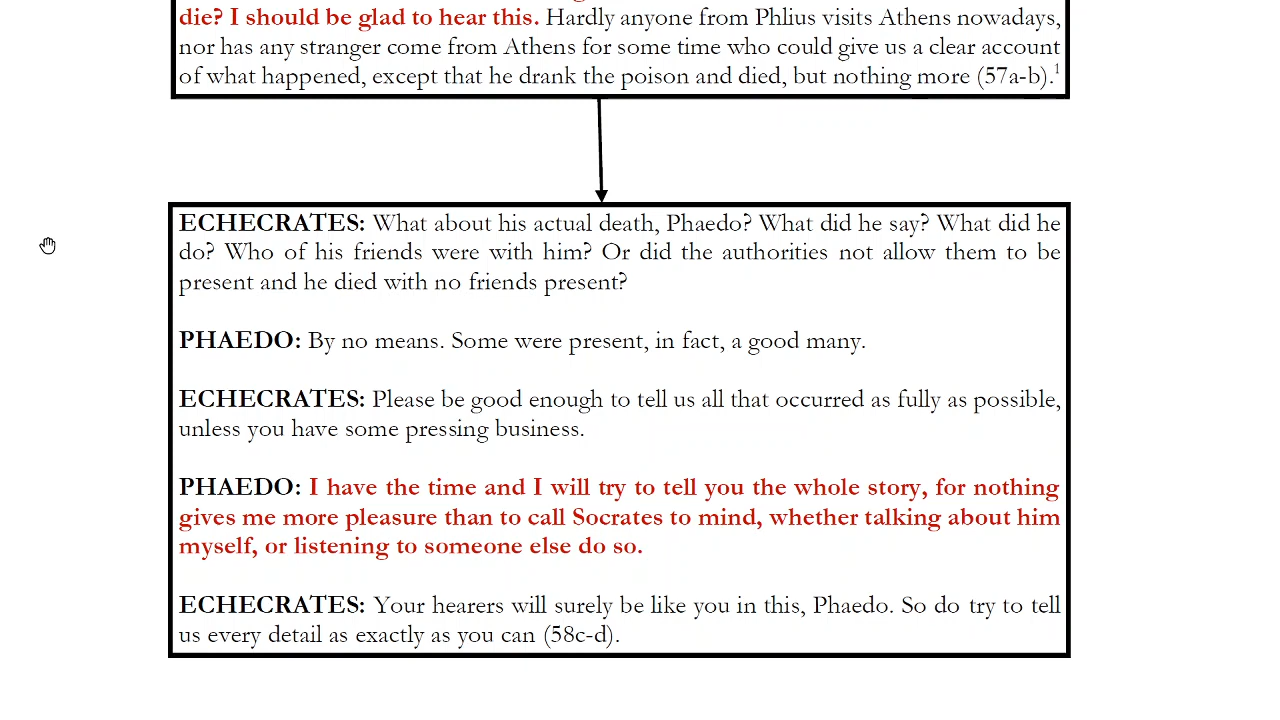 die? I should be glad to hear this. Hardly anyone from Phlius visits Athens nowadays,
nor has any stranger come from Athens for some time who could give us a clear account
of what happened, except that he drank the poison and died, but nothing more (57a-b).¹
ECHECRATES: What about his actual death, Phaedo? What did he say? What did he
do? Who of his friends were with him? Or did the authorities not allow them to be
present and he died with no friends present?
PHAEDO: By no means. Some were present, in fact, a good many.
ECHECRATES: Please be good enough to tell us all that occurred as fully as possible,
unless you have some pressing business.
PHAEDO: I have the time and I will try to tell you the whole story, for nothing
gives me more pleasure than to call Socrates to mind, whether talking about him
myself, or listening to someone else do so.
ECHECRATES: Your hearers will surely be like you in this, Phaedo. So do try to tell
us every detail as exactly as you can (58c-d).